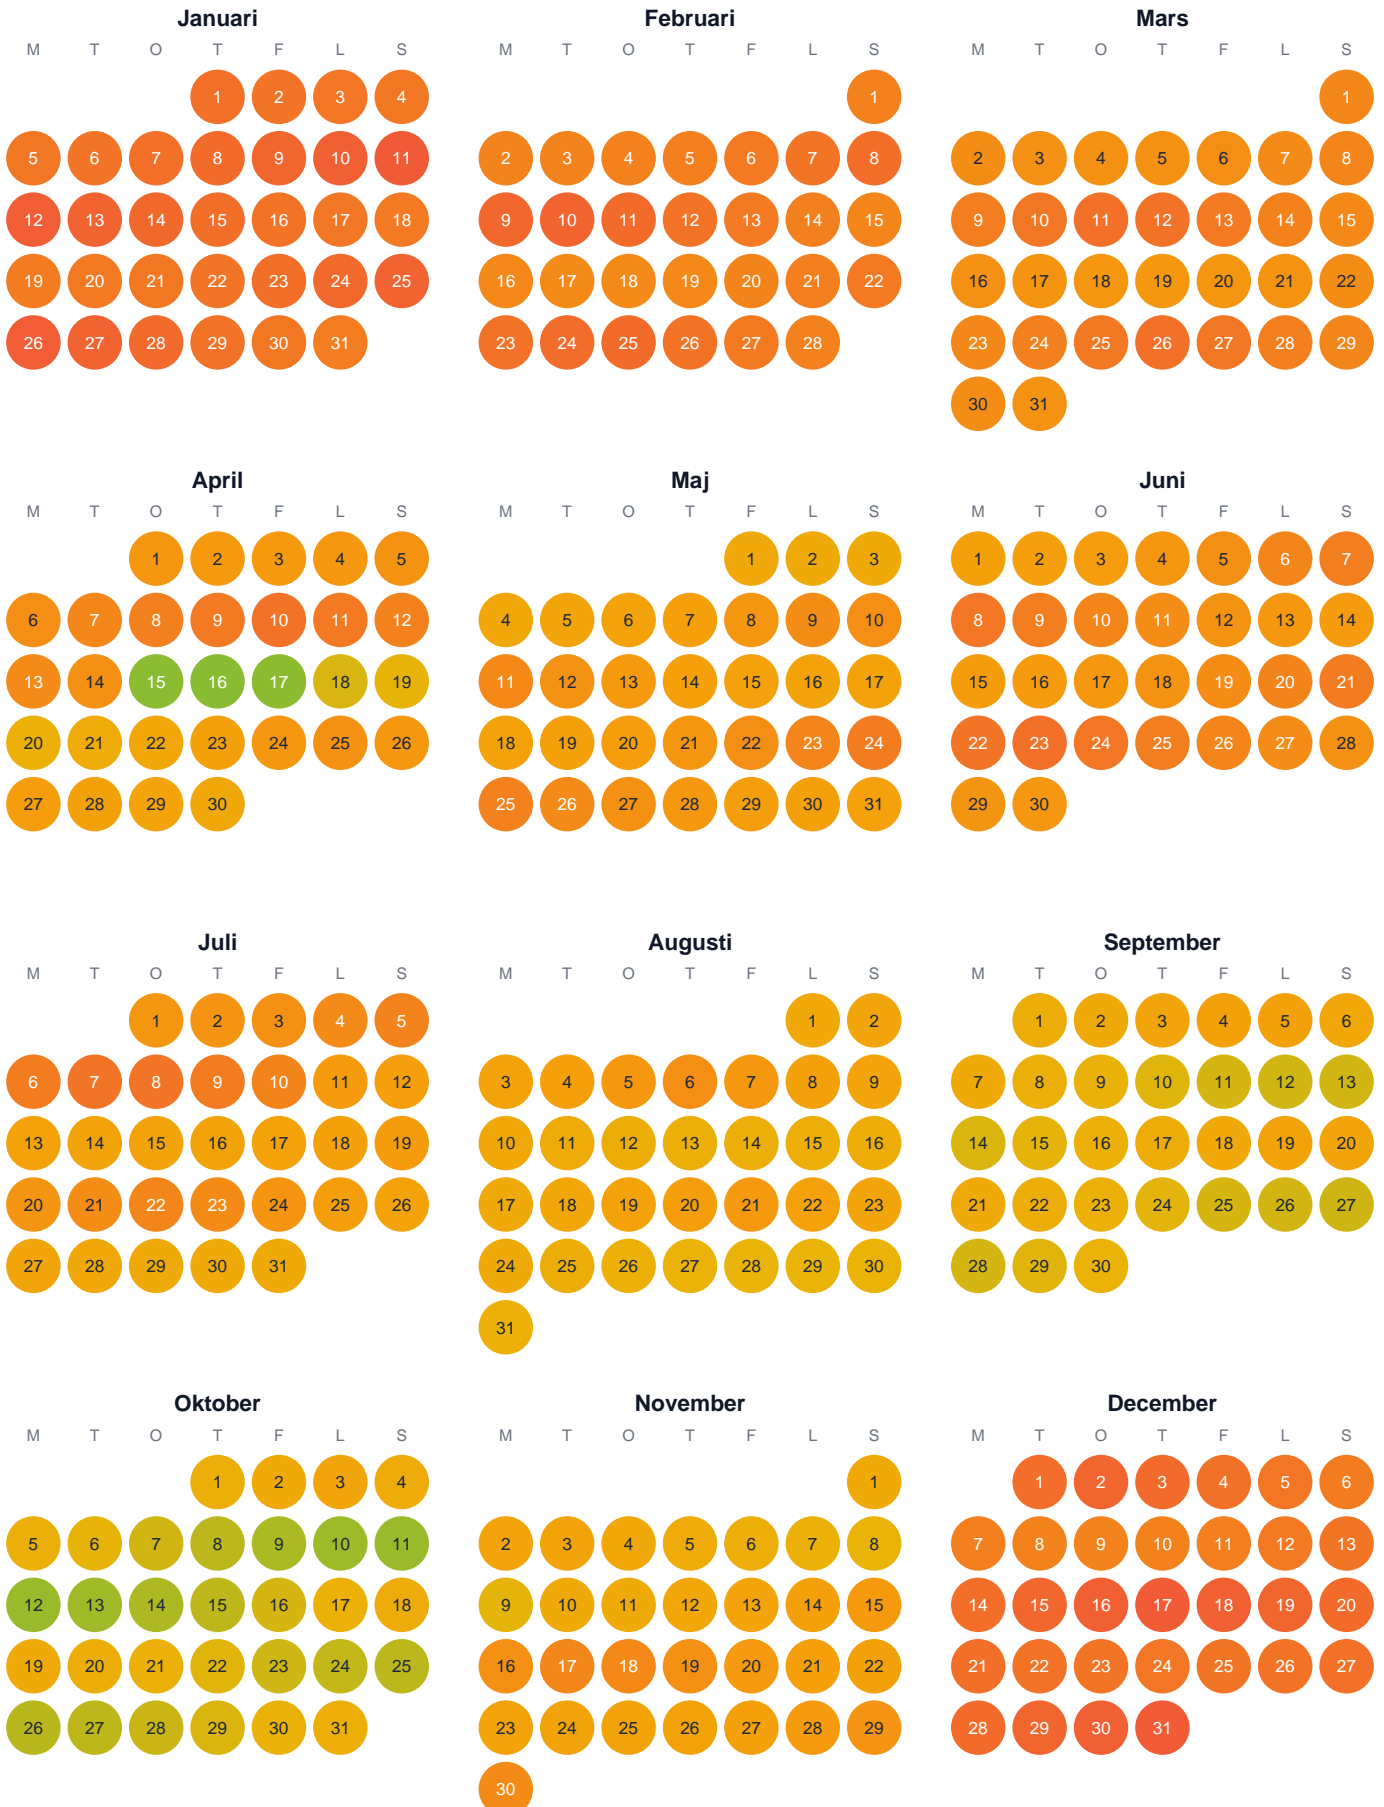 Januari Februari Mars
M T O T F L S M T O T F L S M T O T F L S
1 2 3 4 1 1
5 6 7 8 9 10 11 2 3 4 5 6 7 8 2 3 4 5 6 7 8
12 13 14 15 16 17 18 9 10 11 12 13 14 15 9 10 11 12 13 14 15
19 20 21 22 23 24 25 16 17 18 19 20 21 22 16 17 18 19 20 21 22
26 27 28 29 30 31 23 24 25 26 27 28 23 24 25 26 27 28 29
30 31
April Maj Juni
M T O T F L S M T O T F L S M T O T F L S
1 2 3 4 5 1 2 3 1 2 3 4 5 6 7
6 7 8 9 10 11 12 4 5 6 7 8 9 10 8 9 10 11 12 13 14
13 14 15 16 17 18 19 11 12 13 14 15 16 17 15 16 17 18 19 20 21
20 21 22 23 24 25 26 18 19 20 21 22 23 24 22 23 24 25 26 27 28
27 28 29 30 25 26 27 28 29 30 31 29 30
Juli Augusti September
M T O T F L S M T O T F L S M T O T F L S
1 2 3 4 5 1 2 1 2 3 4 5 6
6 7 8 9 10 11 12 3 4 5 6 7 8 9 7 8 9 10 11 12 13
13 14 15 16 17 18 19 10 11 12 13 14 15 16 14 15 16 17 18 19 20
20 21 22 23 24 25 26 17 18 19 20 21 22 23 21 22 23 24 25 26 27
27 28 29 30 31 24 25 26 27 28 29 30 28 29 30
31
Oktober November December
M T O T F L S M T O T F L S M T O T F L S
1 2 3 4 1 1 2 3 4 5 6
5 6 7 8 9 10 11 2 3 4 5 6 7 8 7 8 9 10 11 12 13
12 13 14 15 16 17 18 9 10 11 12 13 14 15 14 15 16 17 18 19 20
19 20 21 22 23 24 25 16 17 18 19 20 21 22 21 22 23 24 25 26 27
26 27 28 29 30 31 23 24 25 26 27 28 29 28 29 30 31
30